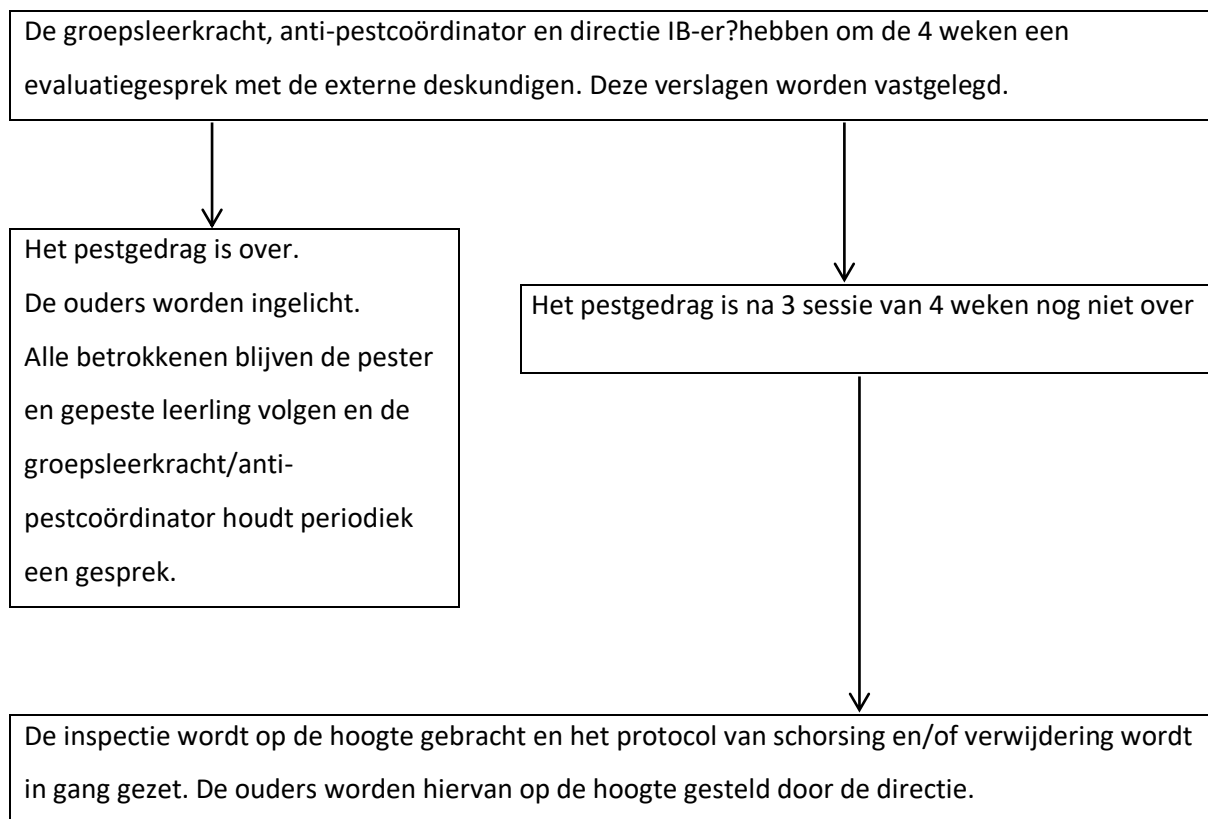 De groepsleerkracht, anti-pestcoördinator en directie IB-er?hebben om de 4 weken een
evaluatiegesprek met de externe deskundigen. Deze verslagen worden vastgelegd.
Het pestgedrag is over.
De ouders worden ingelicht.
Alle betrokkenen blijven de pester
en gepeste leerling volgen en de
groepsleerkracht/anti-
pestcoördinator houdt periodiek
een gesprek.
Het pestgedrag is na 3 sessie van 4 weken nog niet over
De inspectie wordt op de hoogte gebracht en het protocol van schorsing en/of verwijdering wordt
in gang gezet. De ouders worden hiervan op de hoogte gesteld door de directie.